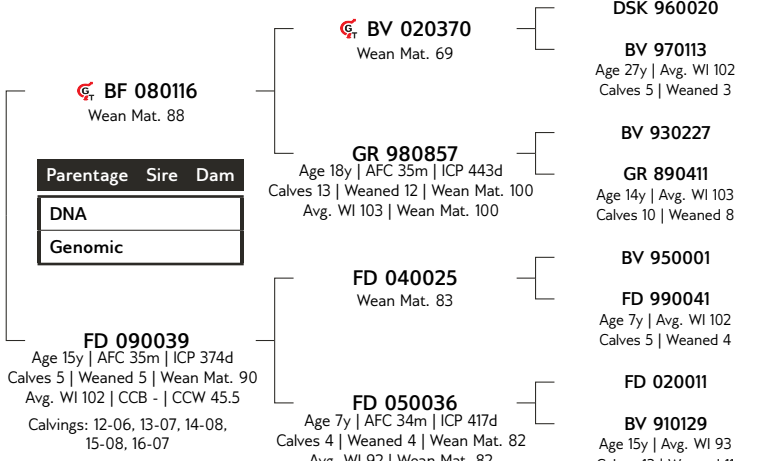 DSK 960020
G T BV 020370
Wean Mat. 69
BV 970113
Age 27y | Avg. WI 102
Calves 5 | Weaned 3
G T BF 080116
Wean Mat. 88
BV 930227
GR 980857
Age 18y | AFC 35m | ICP 443d
Calves 13 | Weaned 12 | Wean Mat. 100
Avg. WI 103 | Wean Mat. 100
GR 890411
Age 14y | Avg. WI 103
Calves 10 | Weaned 8
Parentage Sire Dam
DNA
Genomic
BV 950001
FD 040025
Wean Mat. 83
FD 990041
Age 7y | Avg. WI 102
Calves 5 | Weaned 4
FD 090039
Age 15y | AFC 35m | ICP 374d
Calves 5 | Weaned 5 | Wean Mat. 90
Avg. WI 102 | CCB - | CCW 45.5
Calvings: 12-06, 13-07, 14-08,
15-08, 16-07
FD 020011
FD 050036
Age 7y | AFC 34m | ICP 417d
Calves 4 | Weaned 4 | Wean Mat. 82
Avg. WI 92 | Wean Mat. 82
BV 910129
Age 15y | Avg. WI 93